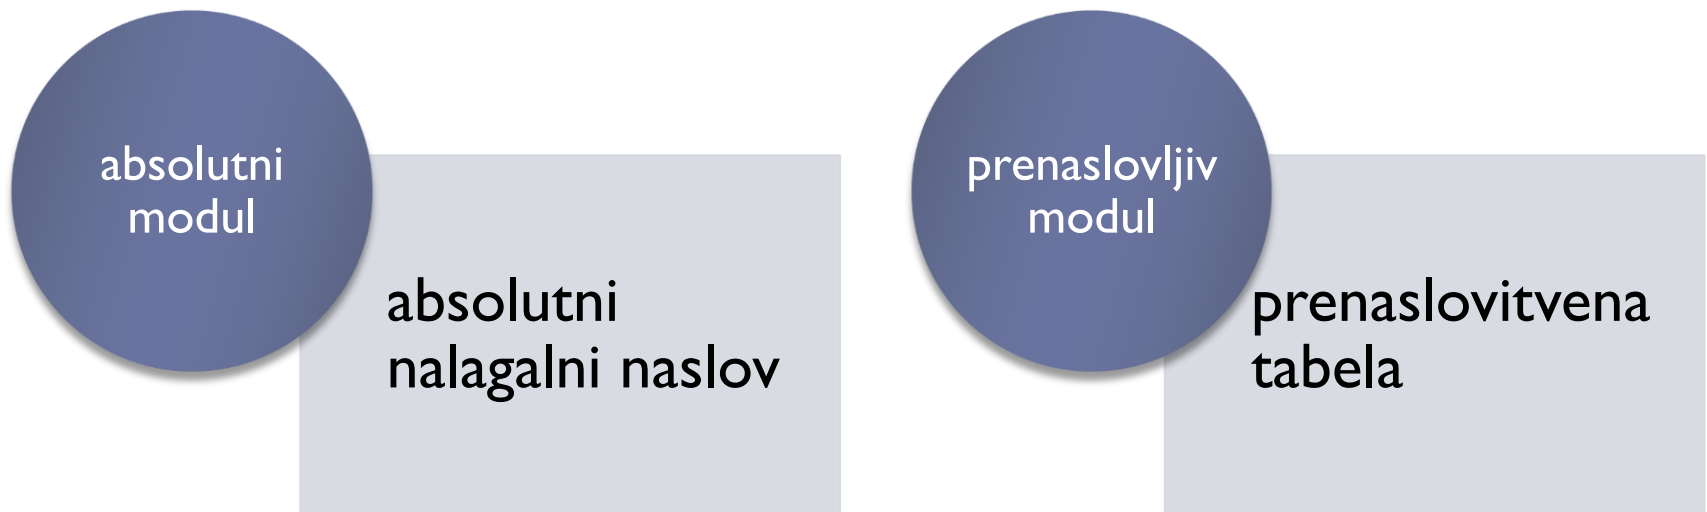 absolutni
modul
absolutni
nalagalni naslov
prenaslovljiv
modul
prenaslovitvena
tabela